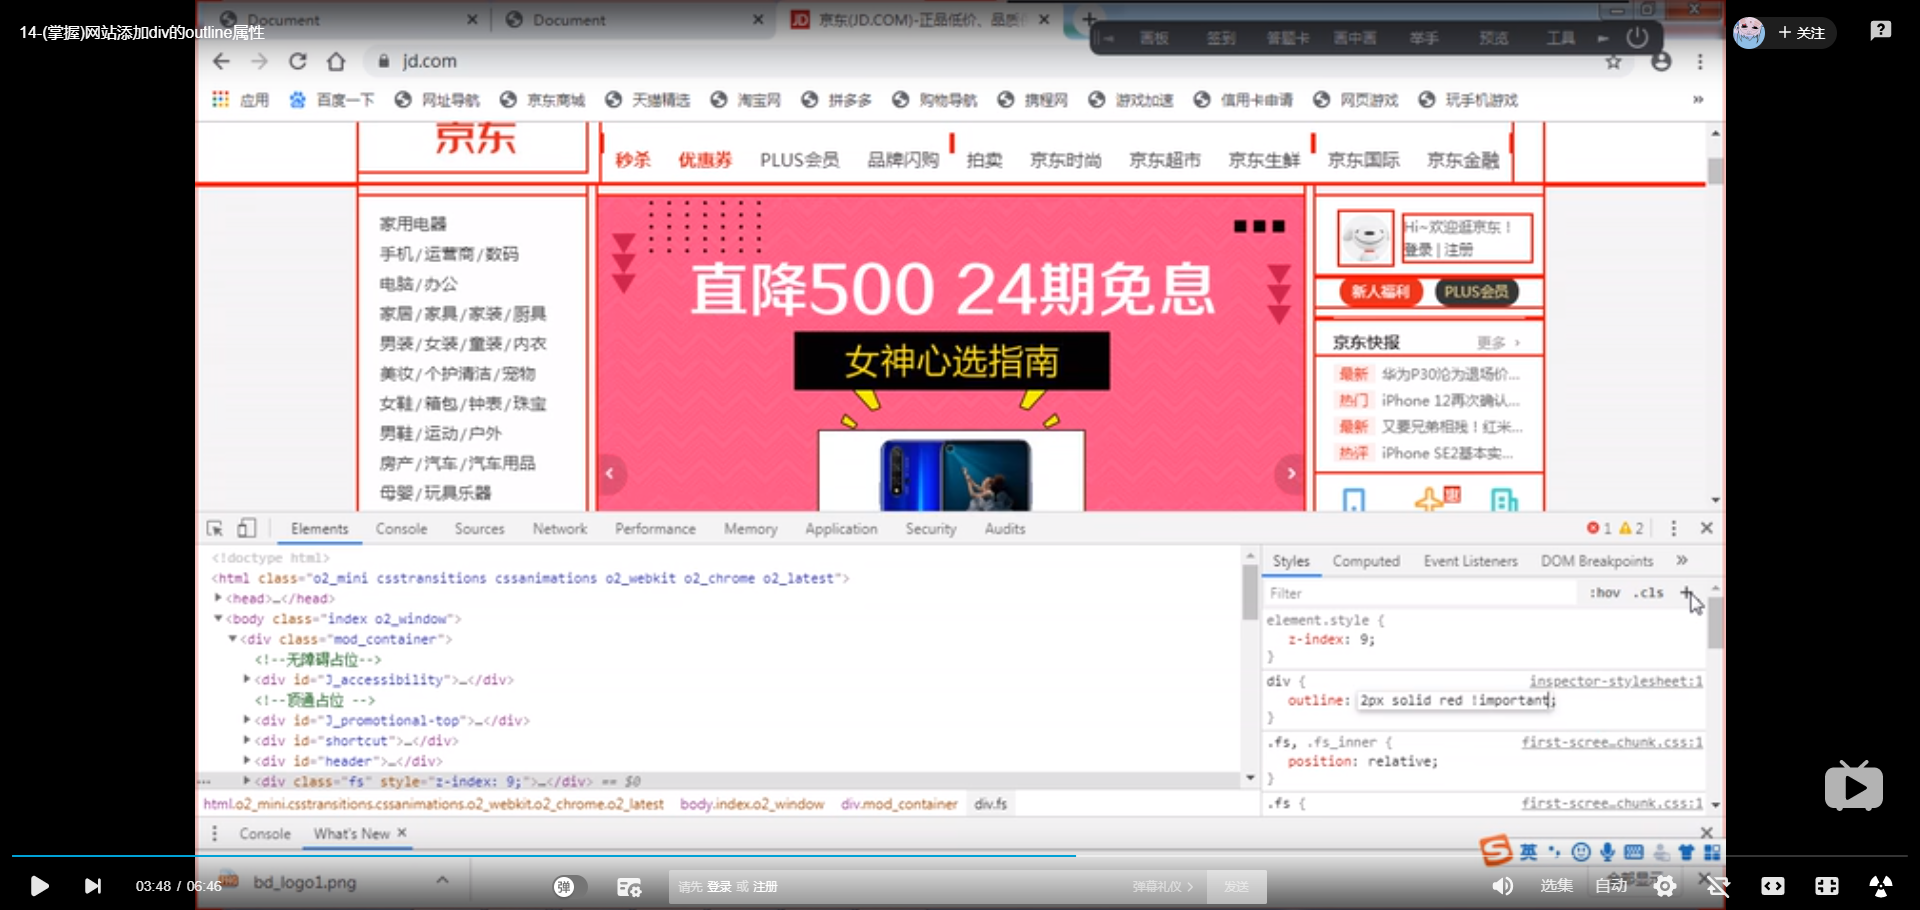 Document
Document
京东(JD.COM)-正品低价、品质
14-(掌握)网站添加div的outline属性
画板 签到 答题卡 画中画 举手 预览 工具
+ 关注
jd.com
应用 百度一下 网址导航 京东商城 天猫精选 淘宝网 拼多多 购物导航 携程网 游戏加速 信用卡申请 网页游戏 玩手机游戏 »
京东
秒杀 优惠券 PLUS会员 品牌闪购 拍卖 京东时尚 京东超市 京东生鲜 京东国际 京东金融
家用电器
手机/运营商/数码
电脑/办公
家居/家具/家装/厨具
男装/女装/童装/内衣
美妆/个护清洁/宠物
女鞋/箱包/钟表/珠宝
男鞋/运动/户外
房产/汽车/汽车用品
母婴/玩具乐器
直降500 24期免息
女神心选指南
Hi~欢迎逛京东！
登录 | 注册
新人福利 PLUS会员
京东快报 更多 ›
最新 华为P30沦为退场价...
热门 iPhone 12再次确认...
最新 又要兄弟相残！红米...
热评 iPhone SE2基本实...
惠
Elements Console Sources Network Performance Memory Application Security Audits
1 2
<!doctype html>
<html class="o2_mini csstransitions cssanimations o2_webkit o2_chrome o2_latest">
<head>…</head>
<body class="index o2_window">
<div class="mod_container">
<!--无障碍占位-->
<div id="J_accessibility">…</div>
<!--顶通占位 -->
<div id="J_promotional-top">…</div>
<div id="shortcut">…</div>
<div id="header">…</div>
<div class="fs" style="z-index: 9;">…</div> == $0
html.o2_mini.csstransitions.cssanimations.o2_webkit.o2_chrome.o2_latest body.index.o2_window div.mod_container div.fs
Styles Computed Event Listeners DOM Breakpoints »
Filter :hov .cls +
element.style {
z-index: 9;
}
div { inspector-stylesheet:1
outline: 2px solid red !important;
}
.fs, .fs_inner { first-scree…chunk.css:1
position: relative;
}
.fs { first-scree…chunk.css:1
Console What's New
英
bd_logo1.png
03:48 / 06:46
弹
请先 登录 或 注册
弹幕礼仪 ›
发送
选集 自动